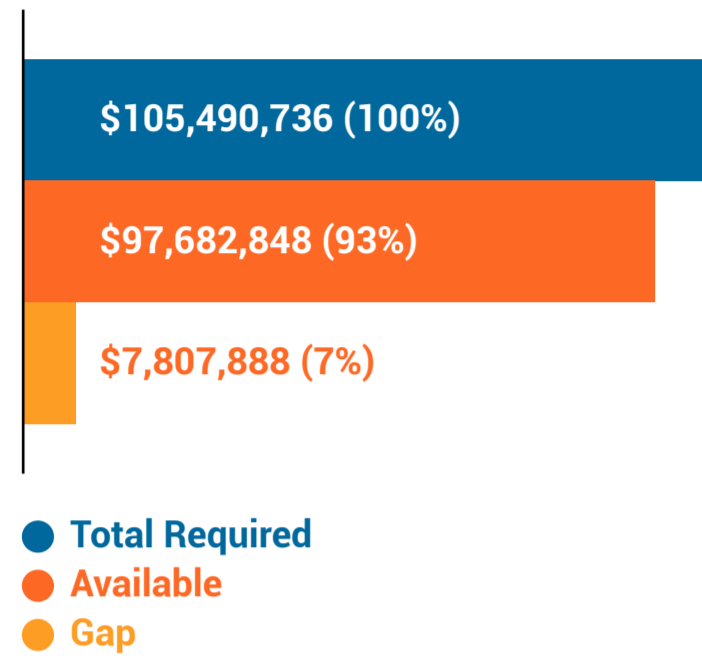 $105,490,736 (100%)
$97,682,848 (93%)
$7,807,888 (7%)
Total Required
Available
Gap